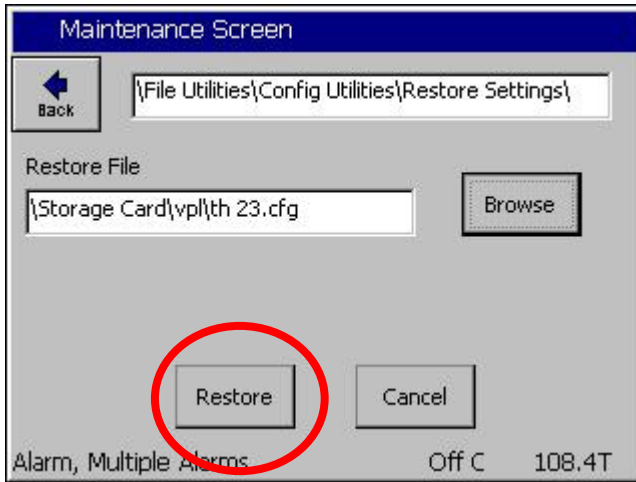 Maintenance Screen
Back
\File Utilities\Config Utilities\Restore Settings\
Restore File
\Storage Card\vpl\th 23.cfg
Browse
Restore
Cancel
Alarm, Multiple Alarms
Off C
108.4T